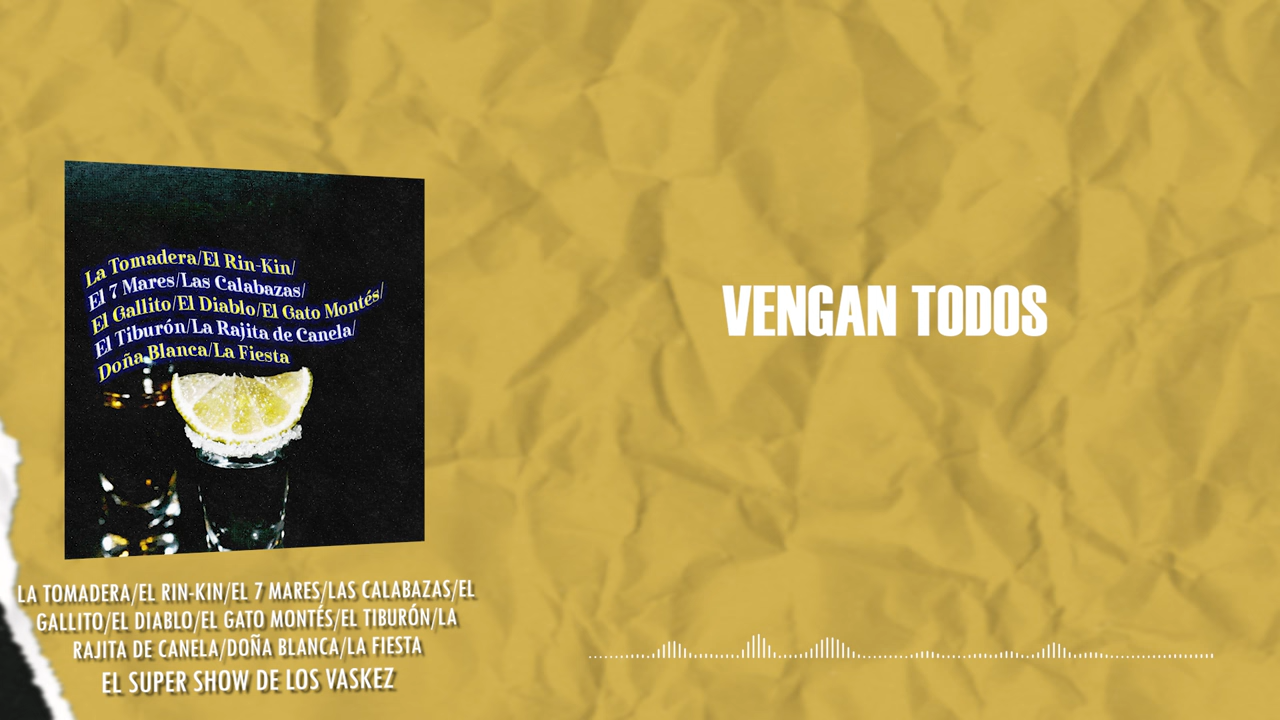 La Tomadera/El Rin-Kin/
El 7 Mares/Las Calabazas/
El Gallito/El Diablo/El Gato Montés/
El Tiburón/La Rajita de Canela/
Doña Blanca/La Fiesta
LA TOMADERA/EL RIN-KIN/EL 7 MARES/LAS CALABAZAS/EL
GALLITO/EL DIABLO/EL GATO MONTÉS/EL TIBURÓN/LA
RAJITA DE CANELA/DOÑA BLANCA/LA FIESTA
EL SUPER SHOW DE LOS VASKEZ
VENGAN TODOS